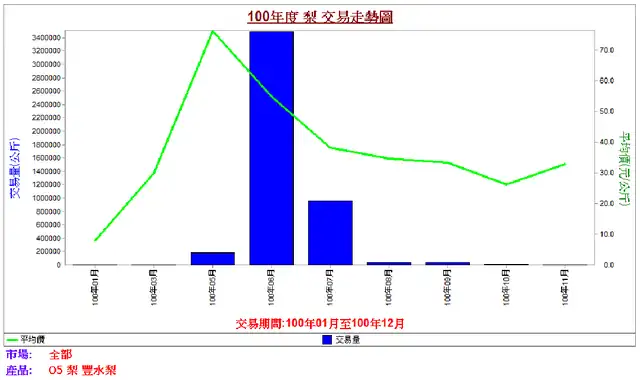 100年度 梨 交易走勢圖
交易量(公斤)
3400000
3200000
3000000
2800000
2600000
2400000
2200000
2000000
1800000
1600000
1400000
1200000
1000000
800000
600000
400000
200000
0
平均價(元/公斤)
70.0
60.0
50.0
40.0
30.0
20.0
10.0
0.0
100年01月
100年03月
100年05月
100年06月
100年07月
100年08月
100年09月
100年10月
100年11月
交易期間:100年01月至100年12月
平均價 交易量
市場: 全部
產品: O5 梨 豐水梨